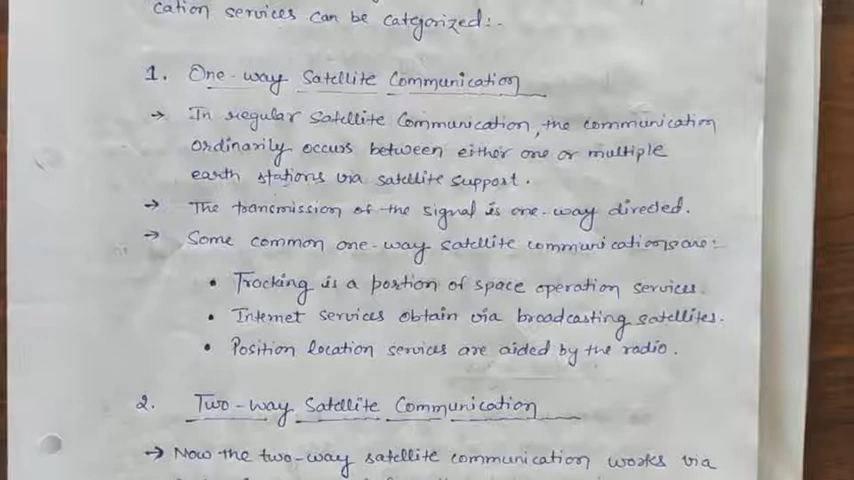 cation services can be categorized:-
1. One-way Satellite Communication
→ In regular Satellite Communication, the communication
ordinarily occurs between either one or multiple
earth stations via satellite support.
→ The transmission of the signal is one-way directed.
→ Some common one-way satellite communications are:
• Tracking is a portion of space operation services.
• Internet services obtain via broadcasting satellites.
• Position location services are aided by the radio.
2. Two-way Satellite Communication
→ Now the two-way satellite communication works via